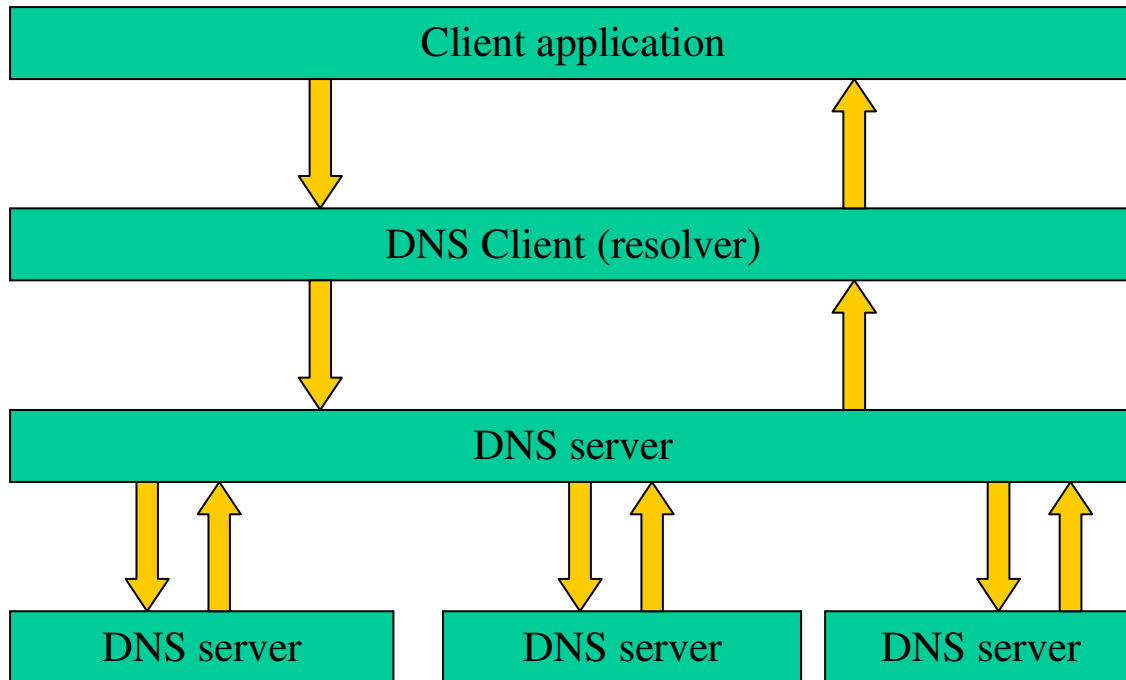 Client application
DNS Client (resolver)
DNS server
DNS server
DNS server
DNS server